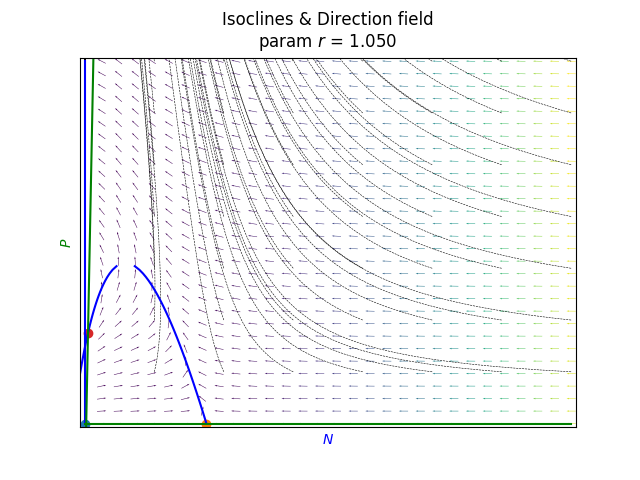 Isoclines & Direction field
param r = 1.050
P
N